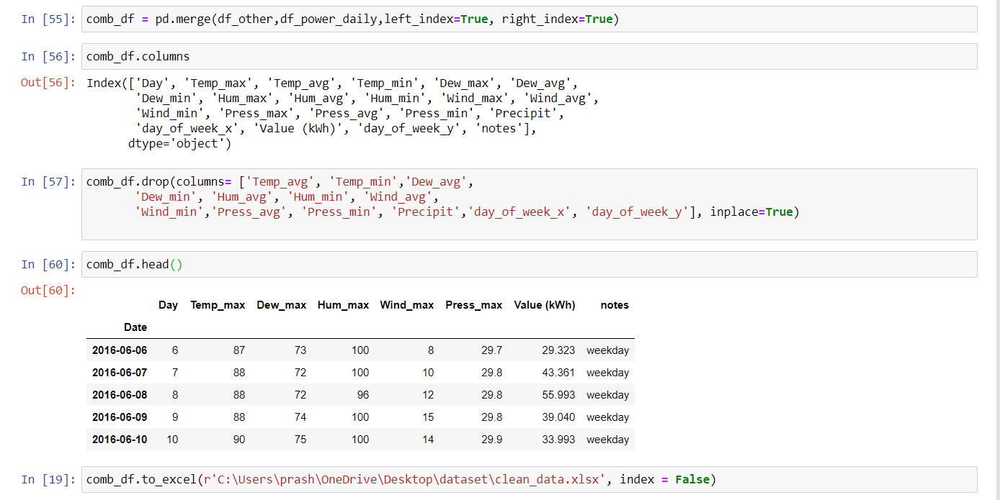 In [55]: comb_df = pd.merge(df_other,df_power_daily,left_index=True, right_index=True)
In [56]: comb_df.columns
Out[56]: Index(['Day', 'Temp_max', 'Temp_avg', 'Temp_min', 'Dew_max', 'Dew_avg',
'Dew_min', 'Hum_max', 'Hum_avg', 'Hum_min', 'Wind_max', 'Wind_avg',
'Wind_min', 'Press_max', 'Press_avg', 'Press_min', 'Precipit',
'day_of_week_x', 'Value (kWh)', 'day_of_week_y', 'notes'],
dtype='object')
In [57]: comb_df.drop(columns= ['Temp_avg', 'Temp_min','Dew_avg',
'Dew_min', 'Hum_avg', 'Hum_min', 'Wind_avg',
'Wind_min','Press_avg', 'Press_min', 'Precipit','day_of_week_x', 'day_of_week_y'], inplace=True)
In [60]: comb_df.head()
Out[60]:
Day Temp_max Dew_max Hum_max Wind_max Press_max Value (kWh) notes
Date
2016-06-06 6 87 73 100 8 29.7 29.323 weekday
2016-06-07 7 88 72 100 10 29.8 43.361 weekday
2016-06-08 8 88 72 96 12 29.8 55.993 weekday
2016-06-09 9 88 74 100 15 29.8 39.040 weekday
2016-06-10 10 90 75 100 14 29.9 33.993 weekday
In [19]: comb_df.to_excel(r'C:\Users\prash\OneDrive\Desktop\dataset\clean_data.xlsx', index = False)